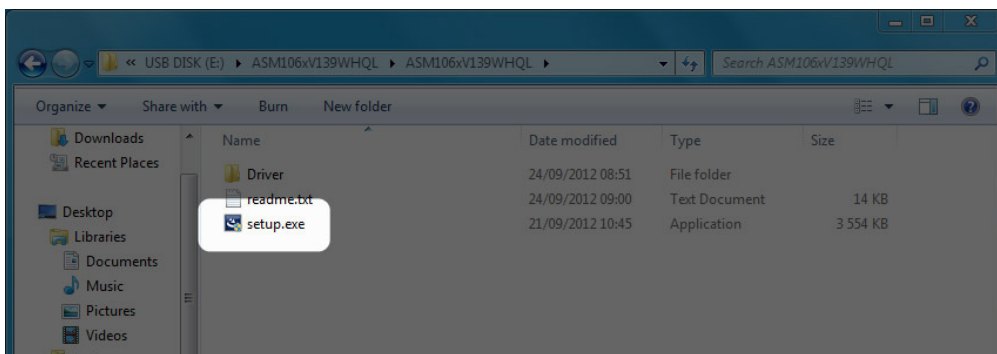 « USB DISK (E:) ASM106xV139WHQL ASM106xV139WHQL Search ASM106xV139WHQL
Organize Share with Burn New folder
Downloads
Recent Places
Desktop
Libraries
Documents
Music
Pictures
Videos
Name Date modified Type Size
Driver 24/09/2012 08:51 File folder
readme.txt 24/09/2012 09:00 Text Document 14 KB
setup.exe 21/09/2012 10:45 Application 3 554 KB